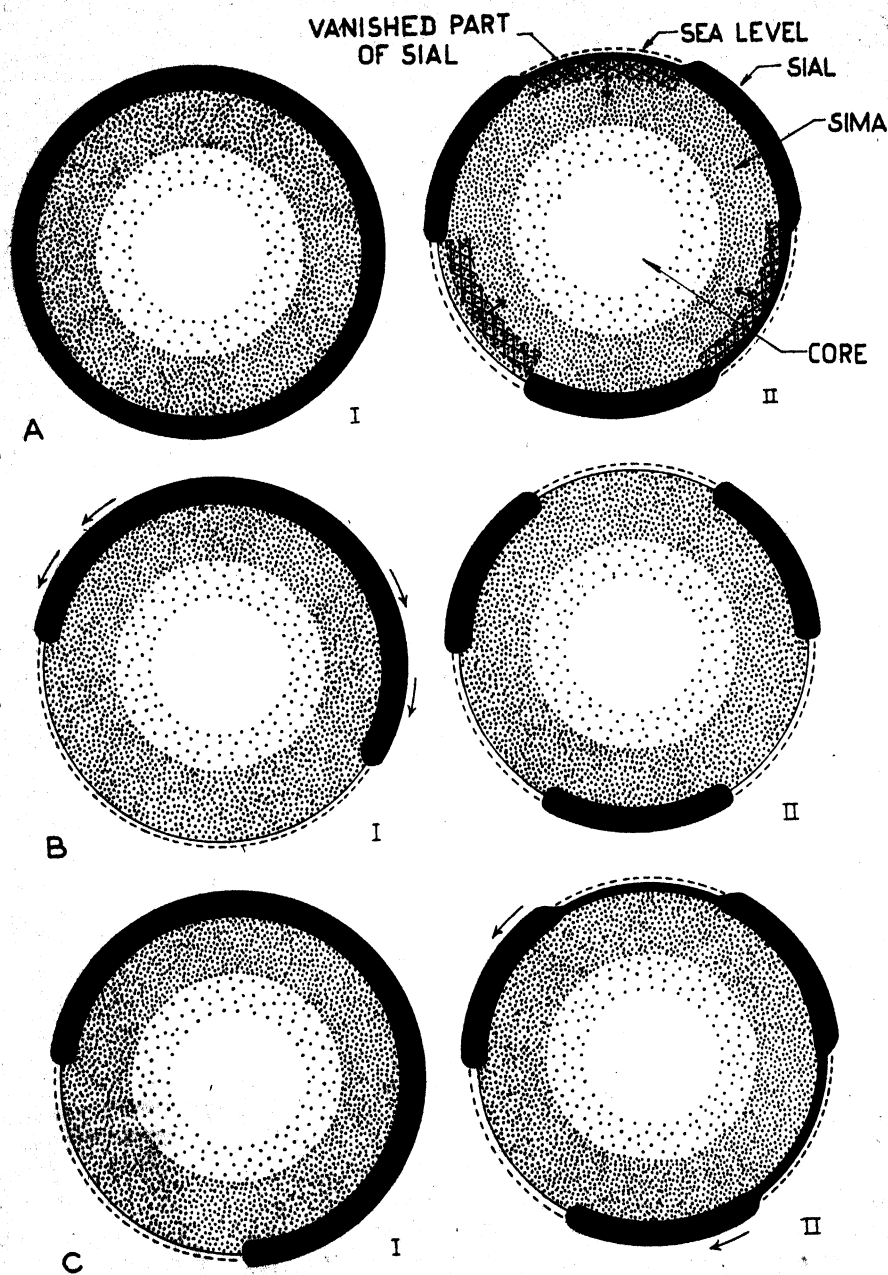 VANISHED PART
OF SIAL
SEA LEVEL
SIAL
SIMA
CORE
A
I
II
B
I
II
C
I
II